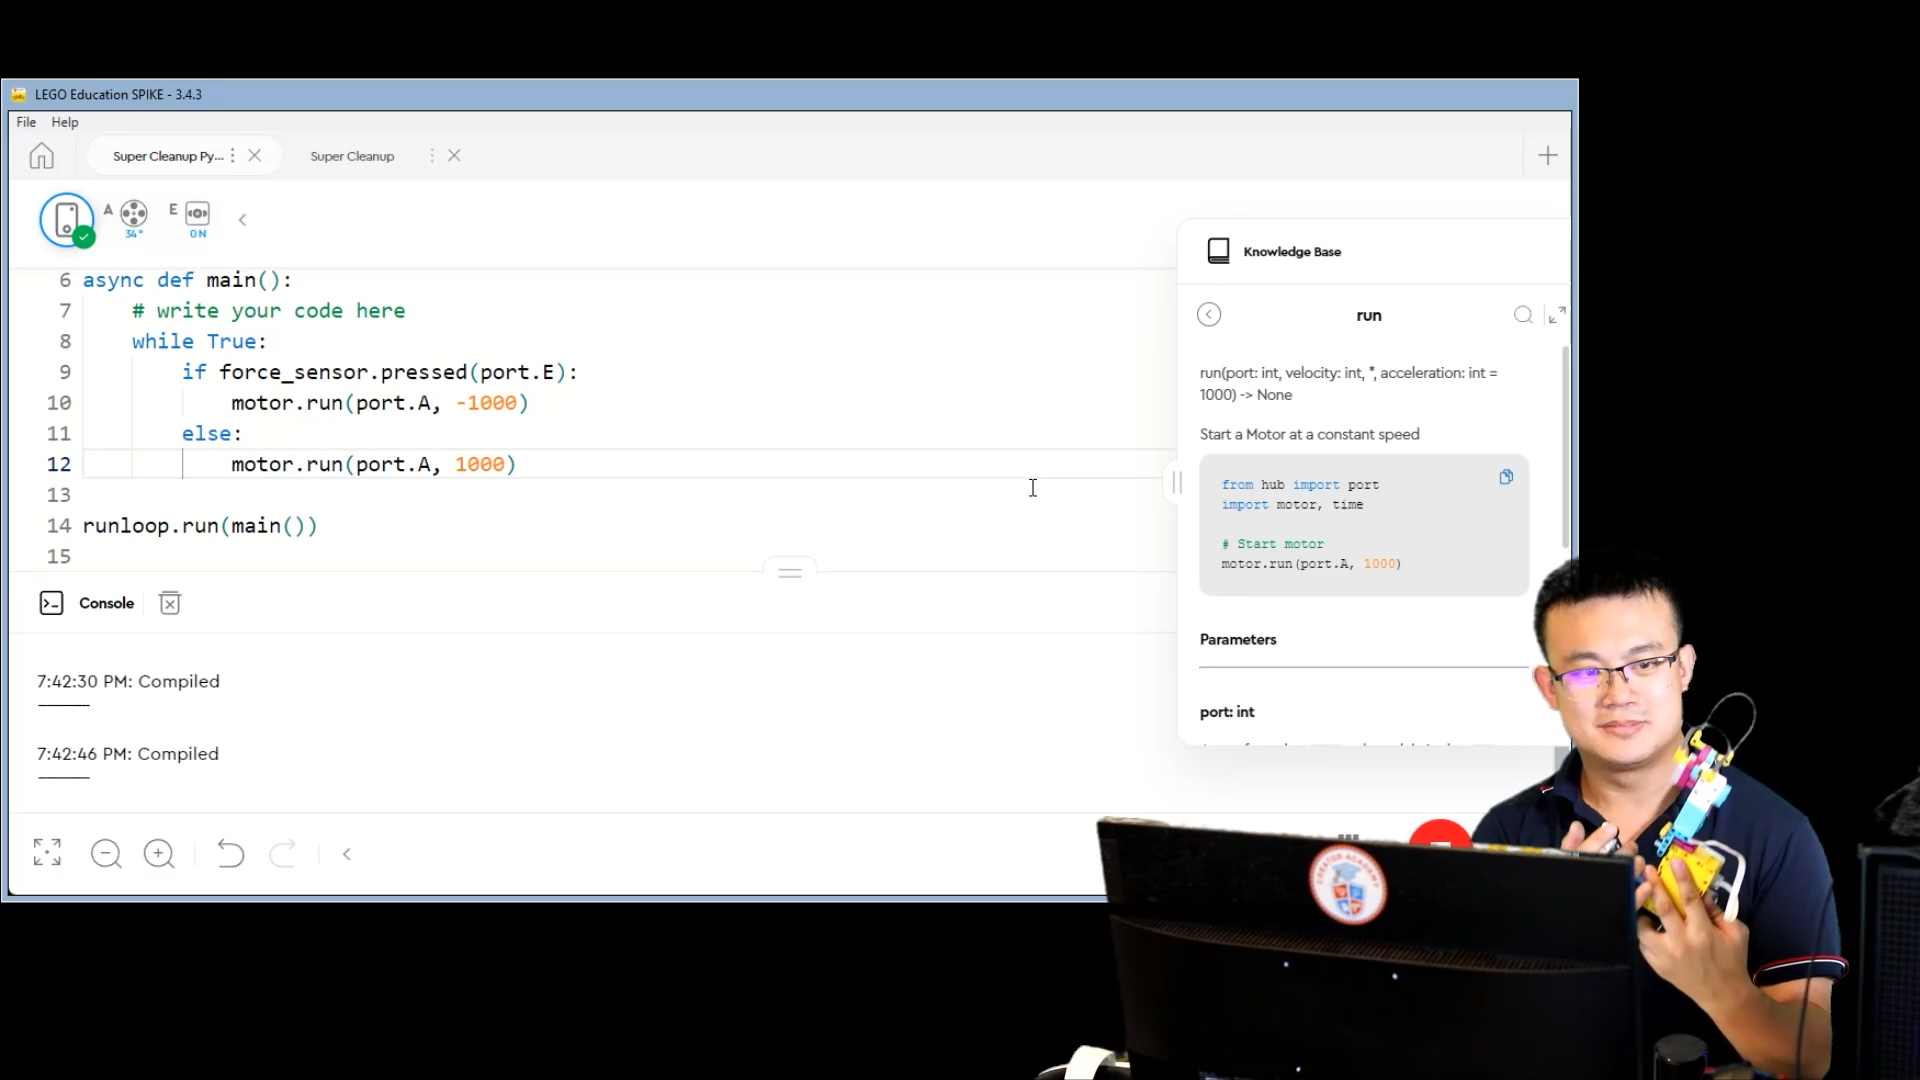 LEGO Education SPIKE - 3.4.3
File Help
Super Cleanup Py...
Super Cleanup
A
34°
E
ON
6 async def main():
7 # write your code here
8 while True:
9 if force_sensor.pressed(port.E):
10 motor.run(port.A, -1000)
11 else:
12 motor.run(port.A, 1000)
13
14 runloop.run(main())
15
Console
7:42:30 PM: Compiled
7:42:46 PM: Compiled
Knowledge Base
run
run(port: int, velocity: int, *, acceleration: int =
1000) -> None
Start a Motor at a constant speed
from hub import port
import motor, time
# Start motor
motor.run(port.A, 1000)
Parameters
port: int
CREATOR ACADEMY